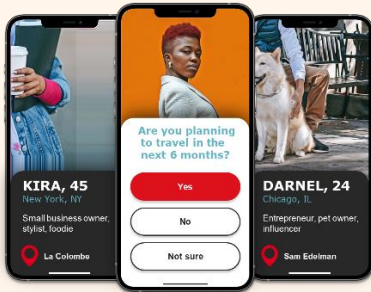 KIRA, 45
New York, NY
Small business owner,
stylist, foodie
La Colombe
Are you planning
to travel in the
next 6 months?
Yes
No
Not sure
DARNEL, 24
Chicago, IL
Entrepreneur, pet owner,
influencer
Sam Edelman